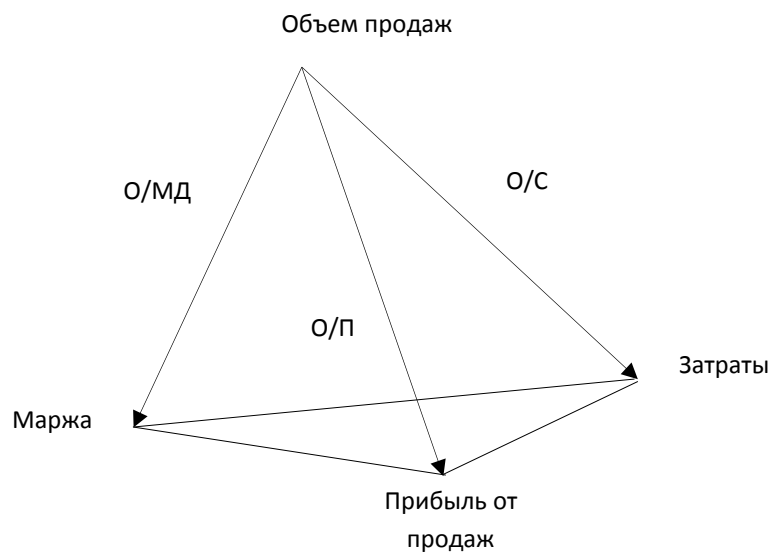 Объем продаж
О/МД
О/С
О/П
Затраты
Маржа
Прибыль от
продаж